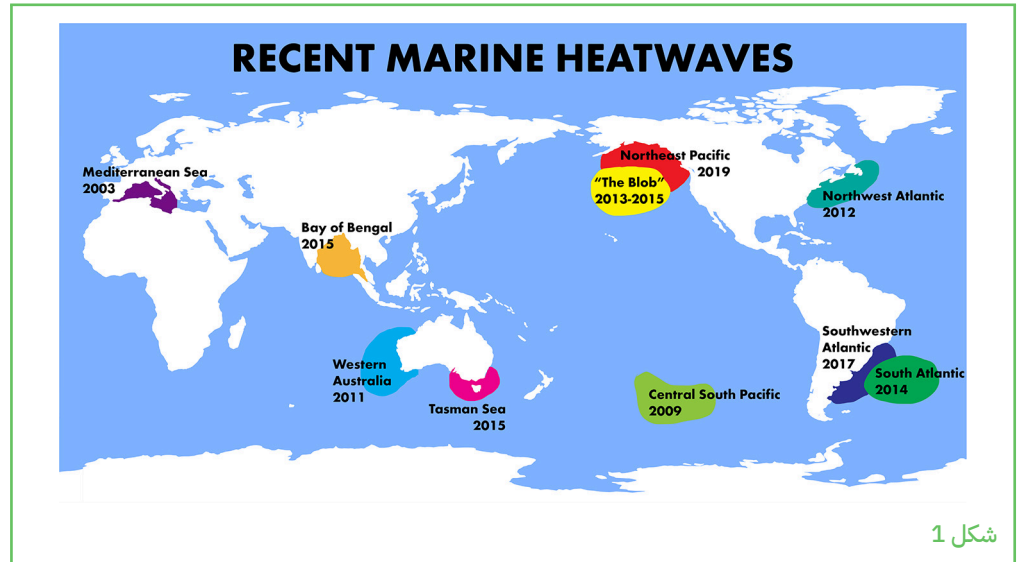 RECENT MARINE HEATWAVES
Mediterranean Sea
2003
Northeast Pacific
2019
"The Blob"
2013-2015
Northwest Atlantic
2012
Bay of Bengal
2015
Western
Australia
2011
Tasman Sea
2015
Central South Pacific
2009
Southwestern
Atlantic
2017
South Atlantic
2014
شكل 1